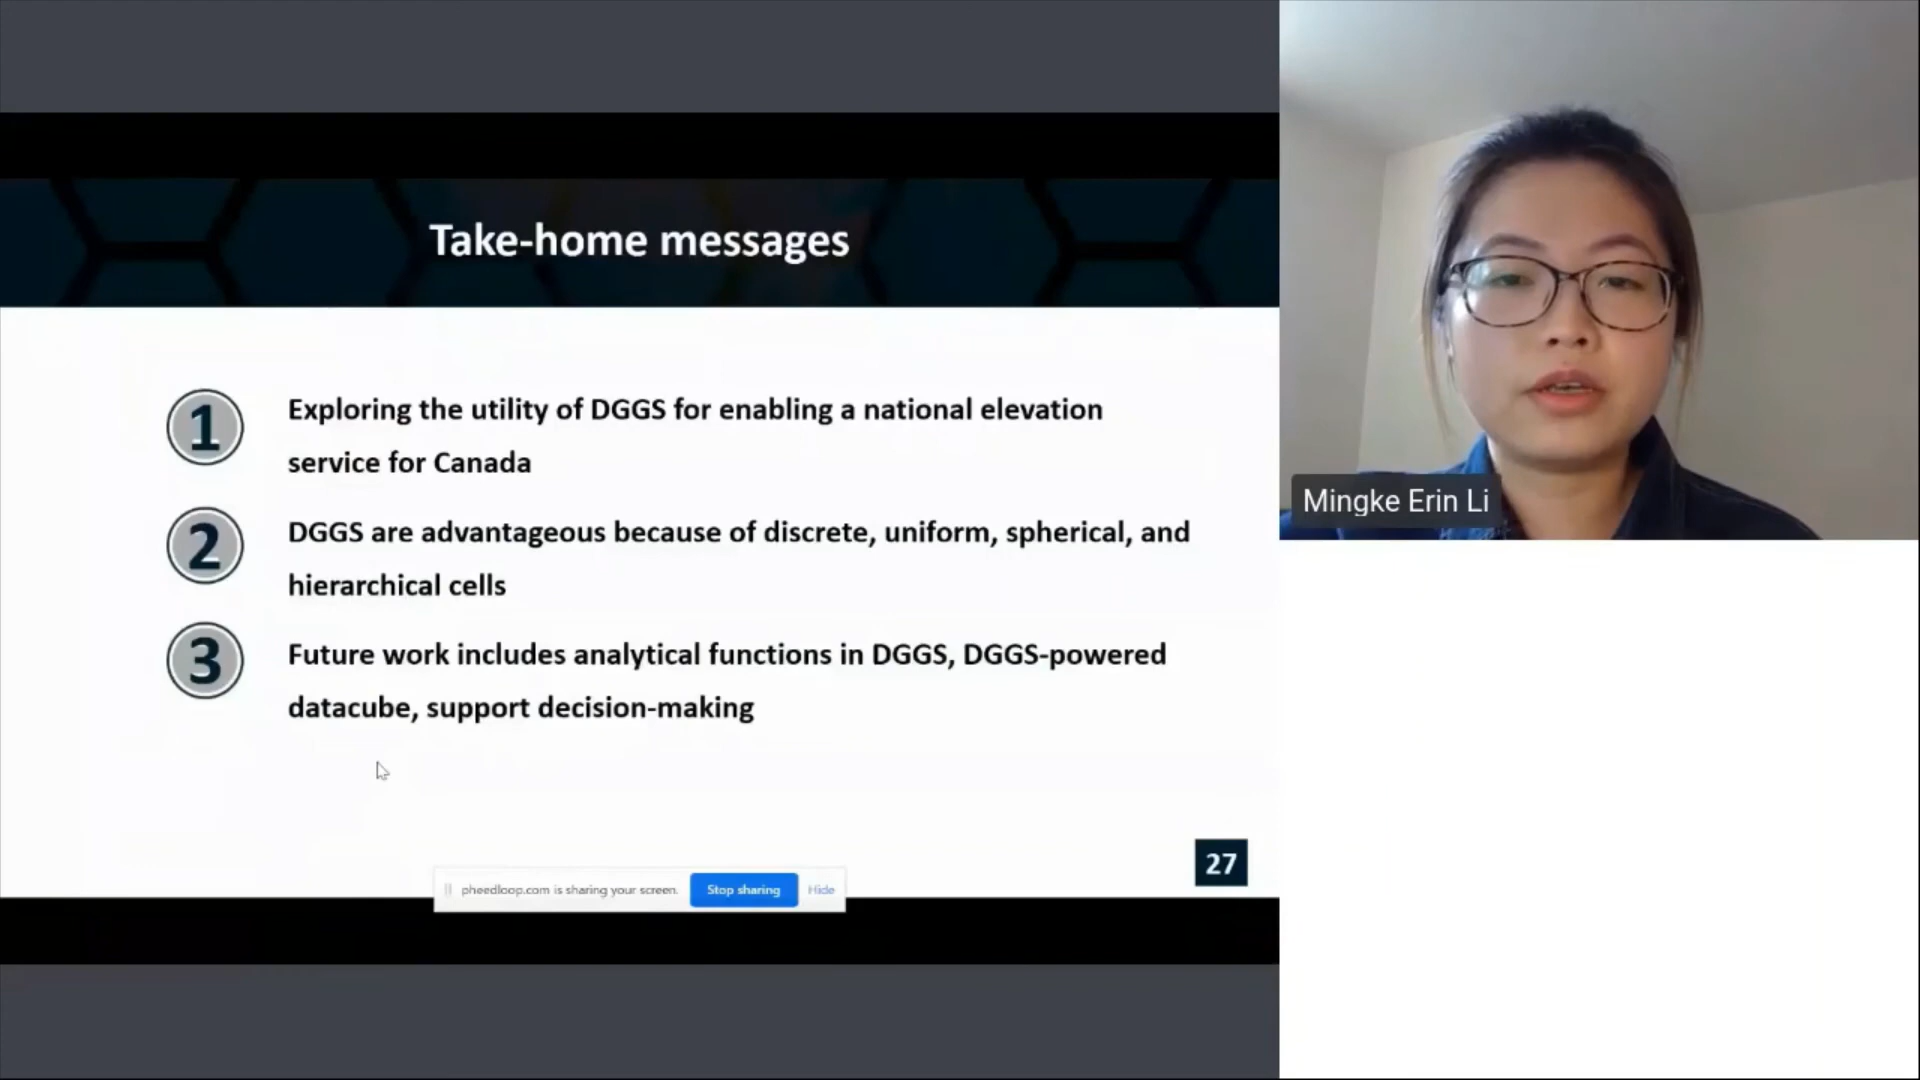 Take-home messages
1
Exploring the utility of DGGS for enabling a national elevation
service for Canada
2
DGGS are advantageous because of discrete, uniform, spherical, and
hierarchical cells
3
Future work includes analytical functions in DGGS, DGGS-powered
datacube, support decision-making
27
pheedloop.com is sharing your screen. Stop sharing Hide
Mingke Erin Li